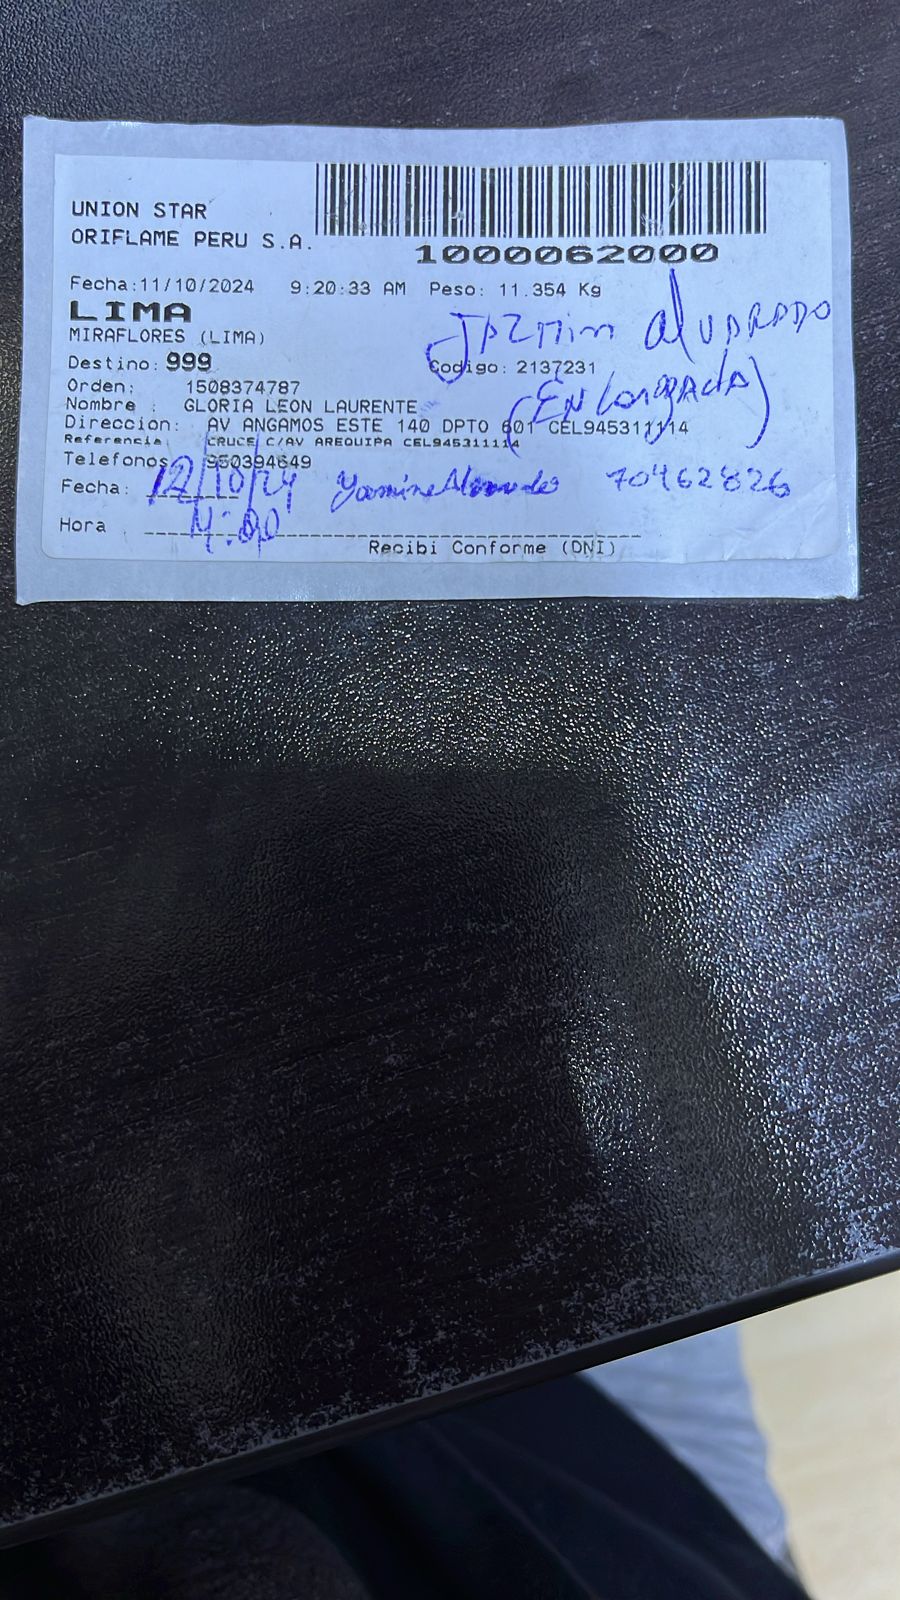 UNION STAR
ORIFLAME PERU S.A.
1000062000
Fecha:11/10/2024 9:20:33 AM Peso: 11.354 Kg
LIMA
MIRAFLORES (LIMA)
Jazmin Alvarado
Destino: 999 Codigo: 2137231
Orden: 1508374787
(Encargada)
Nombre : GLORIA LEON LAURENTE
Direccion: AV ANGAMOS ESTE 140 DPTO 601 CEL945311114
Referencia: CRUCE C/AV AREQUIPA CEL945311114
Telefonos 950394649
Fecha: 12/10/24 Yasmine Alvarado 70462826
Hora
Recibi Conforme (DNI)